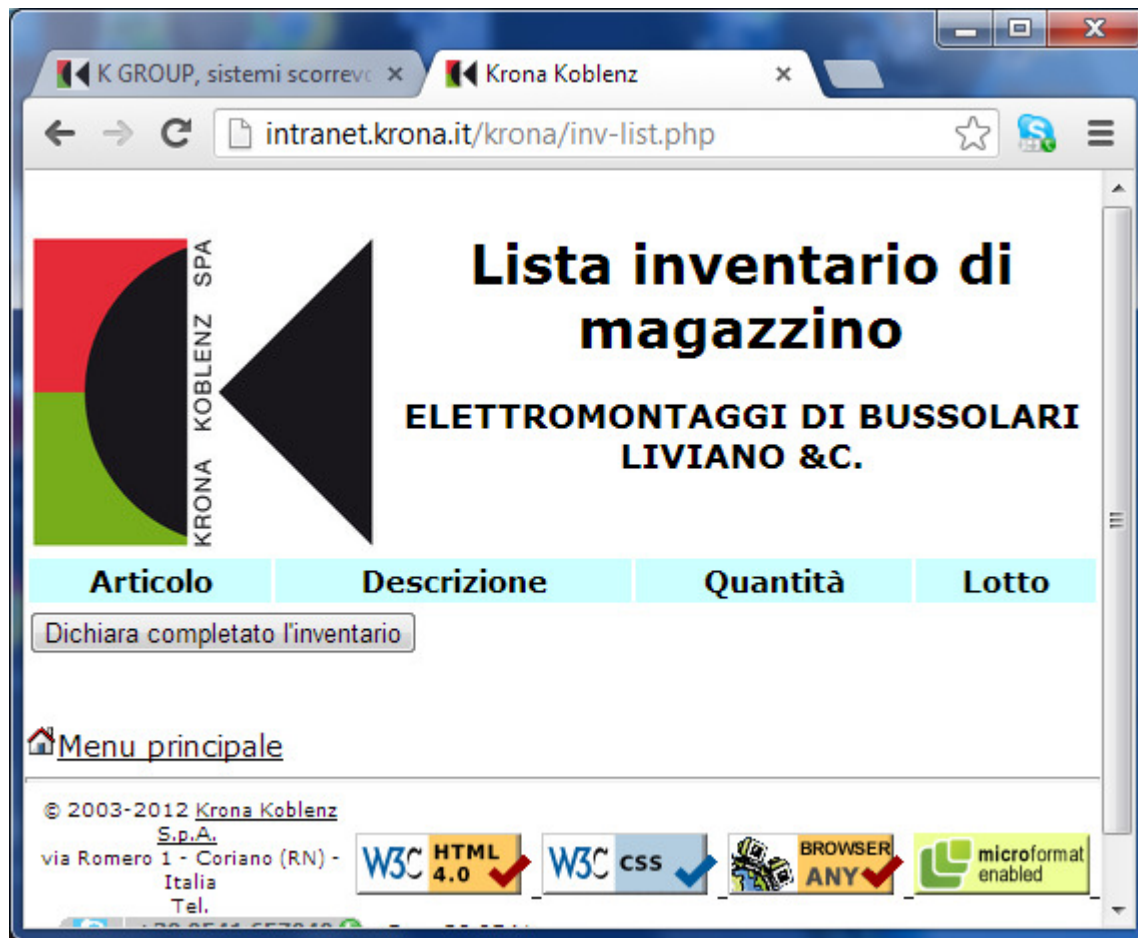 K GROUP, sistemi scorrevo
Krona Koblenz
intranet.krona.it/krona/inv-list.php
KRONA KOBLENZ SPA
Lista inventario di
magazzino
ELETTROMONTAGGI DI BUSSOLARI
LIVIANO &C.
Articolo Descrizione Quantità Lotto
Dichiara completato l'inventario
Menu principale
© 2003-2012 Krona Koblenz
S.p.A.
via Romero 1 - Coriano (RN) -
Italia
Tel.
W3C HTML 4.0
W3C CSS
BROWSER ANY
microformat enabled